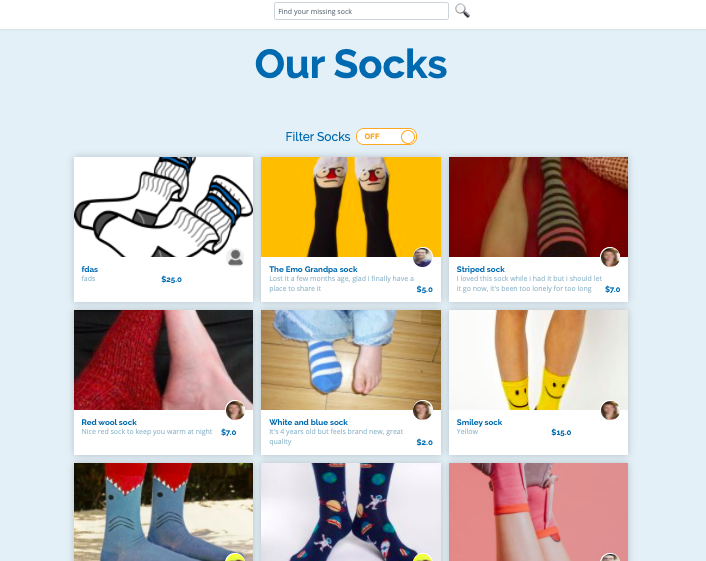 Find your missing sock
Our Socks
Filter Socks OFF
fdas
fads
$25.0
The Emo Grandpa sock
Lost it a few months age, glad i finally have a
place to share it
$5.0
Striped sock
I loved this sock while i had it but i should let
it go now, it's been too lonely for too long
$7.0
Red wool sock
Nice red sock to keep you warm at night
$7.0
White and blue sock
It's 4 years old but feels brand new, great
quality
$2.0
Smiley sock
Yellow
$15.0